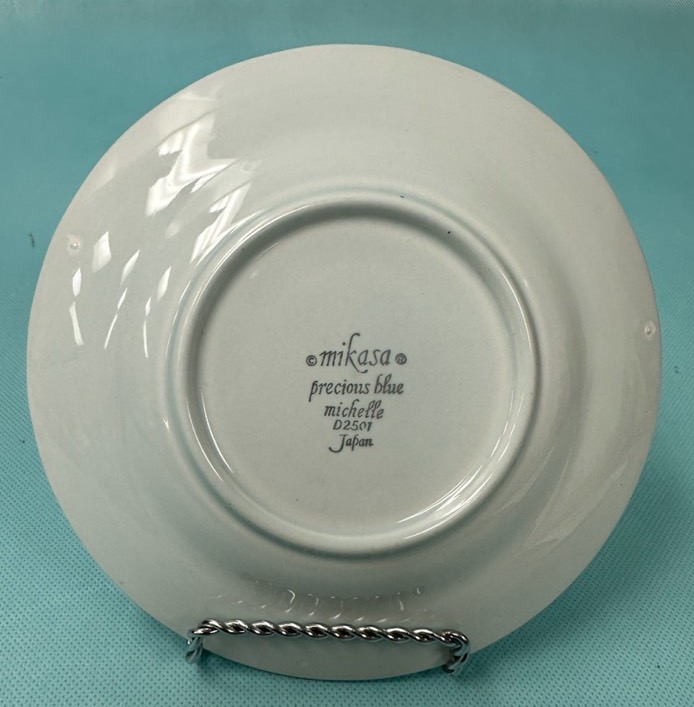 © mikasa ®
precious blue
michelle
D2501
Japan